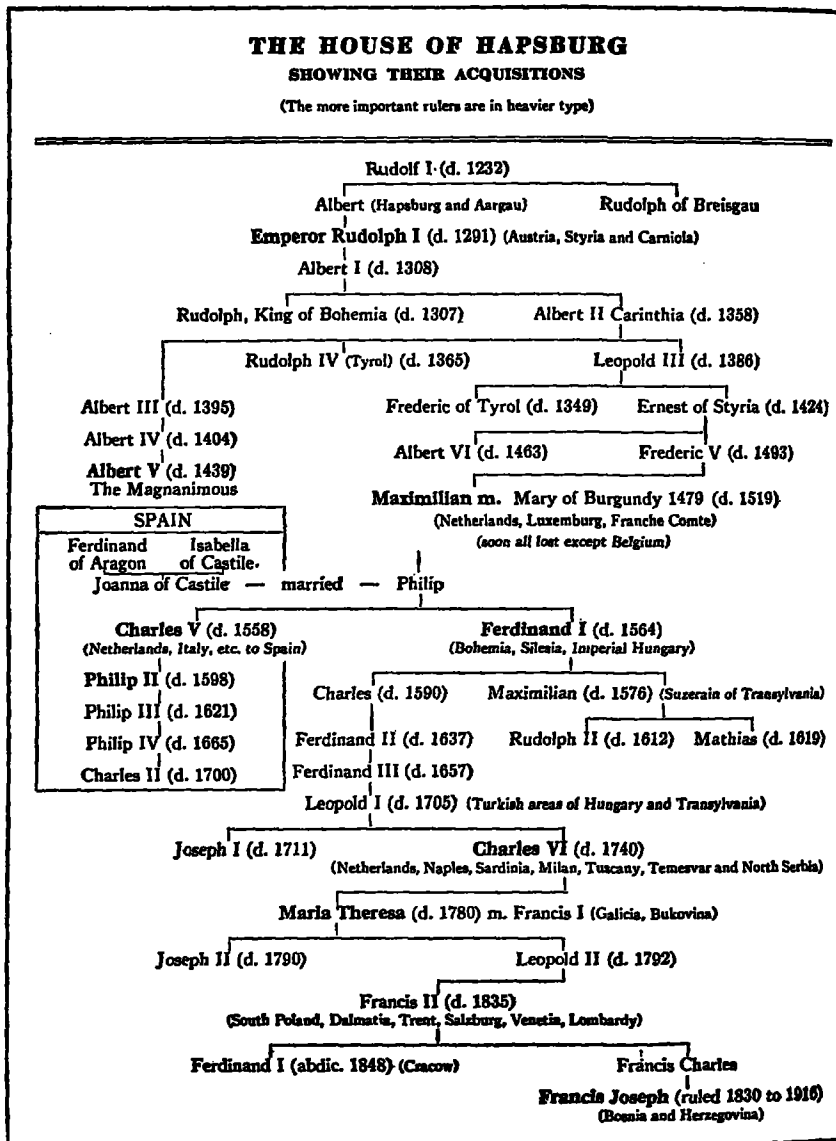 THE HOUSE OF HAPSBURG
SHOWING THEIR ACQUISITIONS
(The more important rulers are in heavier type)
Rudolf I (d. 1232)
Albert (Hapsburg and Aargau) Rudolph of Breisgau
Emperor Rudolph I (d. 1291) (Austria, Styria and Carniola)
Albert I (d. 1308)
Rudolph, King of Bohemia (d. 1307) Albert II Carinthia (d. 1358)
Rudolph IV (Tyrol) (d. 1365) Leopold III (d. 1386)
Albert III (d. 1395) Frederic of Tyrol (d. 1349) Ernest of Styria (d. 1424)
Albert IV (d. 1404) Albert VI (d. 1463) Frederic V (d. 1493)
Albert V (d. 1439)
The Magnanimous
Maximilian m. Mary of Burgundy 1479 (d. 1519)
(Netherlands, Luxemburg, Franche Comte)
(soon all lost except Belgium)
SPAIN
Ferdinand Isabella
of Aragon of Castile.
Joanna of Castile — married — Philip
Charles V (d. 1558) Ferdinand I (d. 1564)
(Netherlands, Italy, etc. to Spain) (Bohemia, Silesia, Imperial Hungary)
Philip II (d. 1598) Charles (d. 1590) Maximilian (d. 1576) (Suzerain of Transylvania)
Philip III (d. 1621)
Philip IV (d. 1665) Ferdinand II (d. 1637) Rudolph II (d. 1612) Mathias (d. 1619)
Charles II (d. 1700) Ferdinand III (d. 1657)
Leopold I (d. 1705) (Turkish areas of Hungary and Transylvania)
Joseph I (d. 1711) Charles VI (d. 1740)
(Netherlands, Naples, Sardinia, Milan, Tuscany, Temesvar and North Serbia)
Maria Theresa (d. 1780) m. Francis I (Galicia, Bukovina)
Joseph II (d. 1790) Leopold II (d. 1792)
Francis II (d. 1835)
(South Poland, Dalmatia, Trent, Salzburg, Venetia, Lombardy)
Ferdinand I (abdic. 1848) (Cracow) Francis Charles
Francis Joseph (ruled 1830 to 1916)
(Bosnia and Herzegovina)